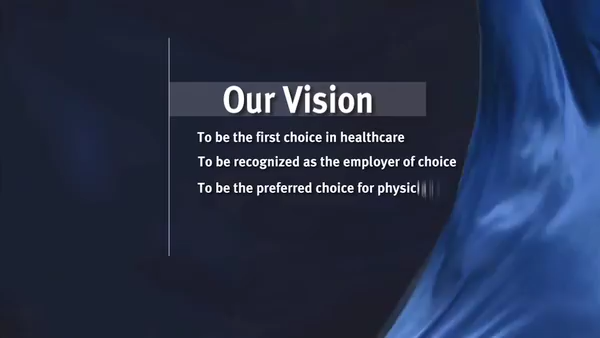 Our Vision
To be the first choice in healthcare
To be recognized as the employer of choice
To be the preferred choice for